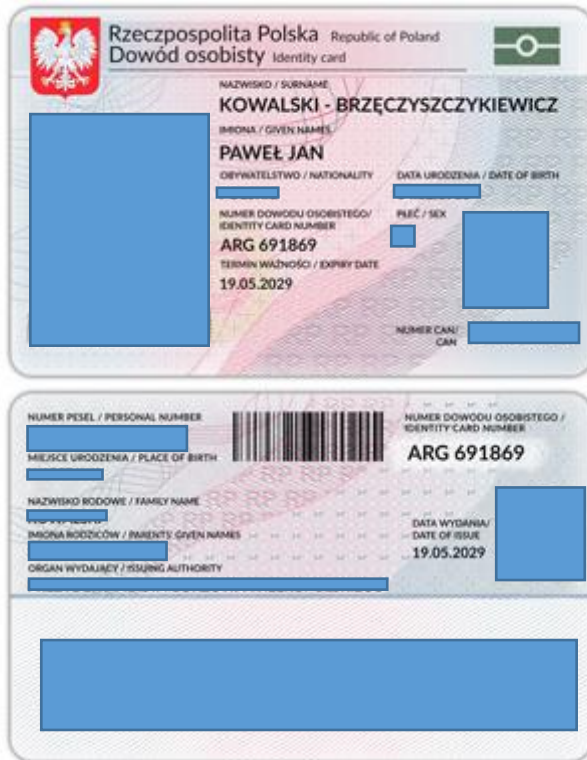 Rzeczpospolita Polska Republic of Poland
Dowód osobisty Identity card
NAZWISKO / SURNAME
KOWALSKI - BRZĘCZYSZCZYKIEWICZ
IMIONA / GIVEN NAMES
PAWEŁ JAN
OBYWATELSTWO / NATIONALITY DATA URODZENIA / DATE OF BIRTH
NUMER DOWODU OSOBISTEGO/ PŁEĆ / SEX
IDENTITY CARD NUMBER
ARG 691869
TERMIN WAŻNOŚCI / EXPIRY DATE
19.05.2029
NUMER CAN/
CAN
NUMER PESEL / PERSONAL NUMBER NUMER DOWODU OSOBISTEGO /
IDENTITY CARD NUMBER
ARG 691869
MIEJSCE URODZENIA / PLACE OF BIRTH
NAZWISKO RODOWE / FAMILY NAME
DATA WYDANIA/
IMIONA RODZICÓW / PARENTS' GIVEN NAMES DATE OF ISSUE
19.05.2029
ORGAN WYDAJĄCY / ISSUING AUTHORITY